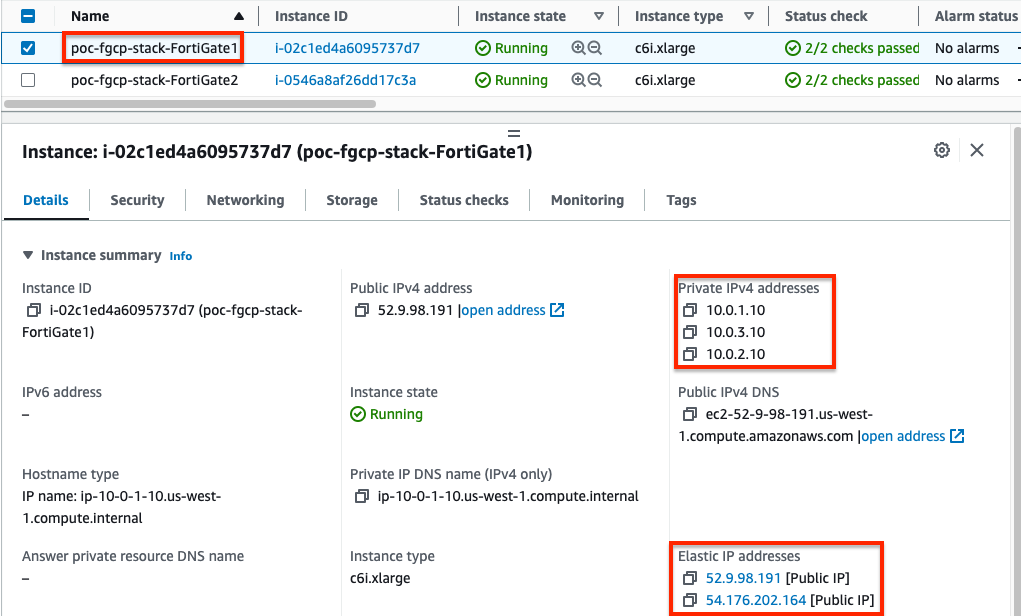 Name Instance ID Instance state Instance type Status check Alarm status
poc-fgcp-stack-FortiGate1 i-02c1ed4a6095737d7 Running c6i.xlarge 2/2 checks passed No alarms
poc-fgcp-stack-FortiGate2 i-0546a8af26dd17c3a Running c6i.xlarge 2/2 checks passed No alarms
Instance: i-02c1ed4a6095737d7 (poc-fgcp-stack-FortiGate1)
Details Security Networking Storage Status checks Monitoring Tags
Instance summary Info
Instance ID
i-02c1ed4a6095737d7 (poc-fgcp-stack-
FortiGate1)
Public IPv4 address
52.9.98.191 |open address
Private IPv4 addresses
10.0.1.10
10.0.3.10
10.0.2.10
IPv6 address
–
Instance state
Running
Public IPv4 DNS
ec2-52-9-98-191.us-west-
1.compute.amazonaws.com |open address
Hostname type
IP name: ip-10-0-1-10.us-west-
1.compute.internal
Private IP DNS name (IPv4 only)
ip-10-0-1-10.us-west-1.compute.internal
Answer private resource DNS name
–
Instance type
c6i.xlarge
Elastic IP addresses
52.9.98.191 [Public IP]
54.176.202.164 [Public IP]